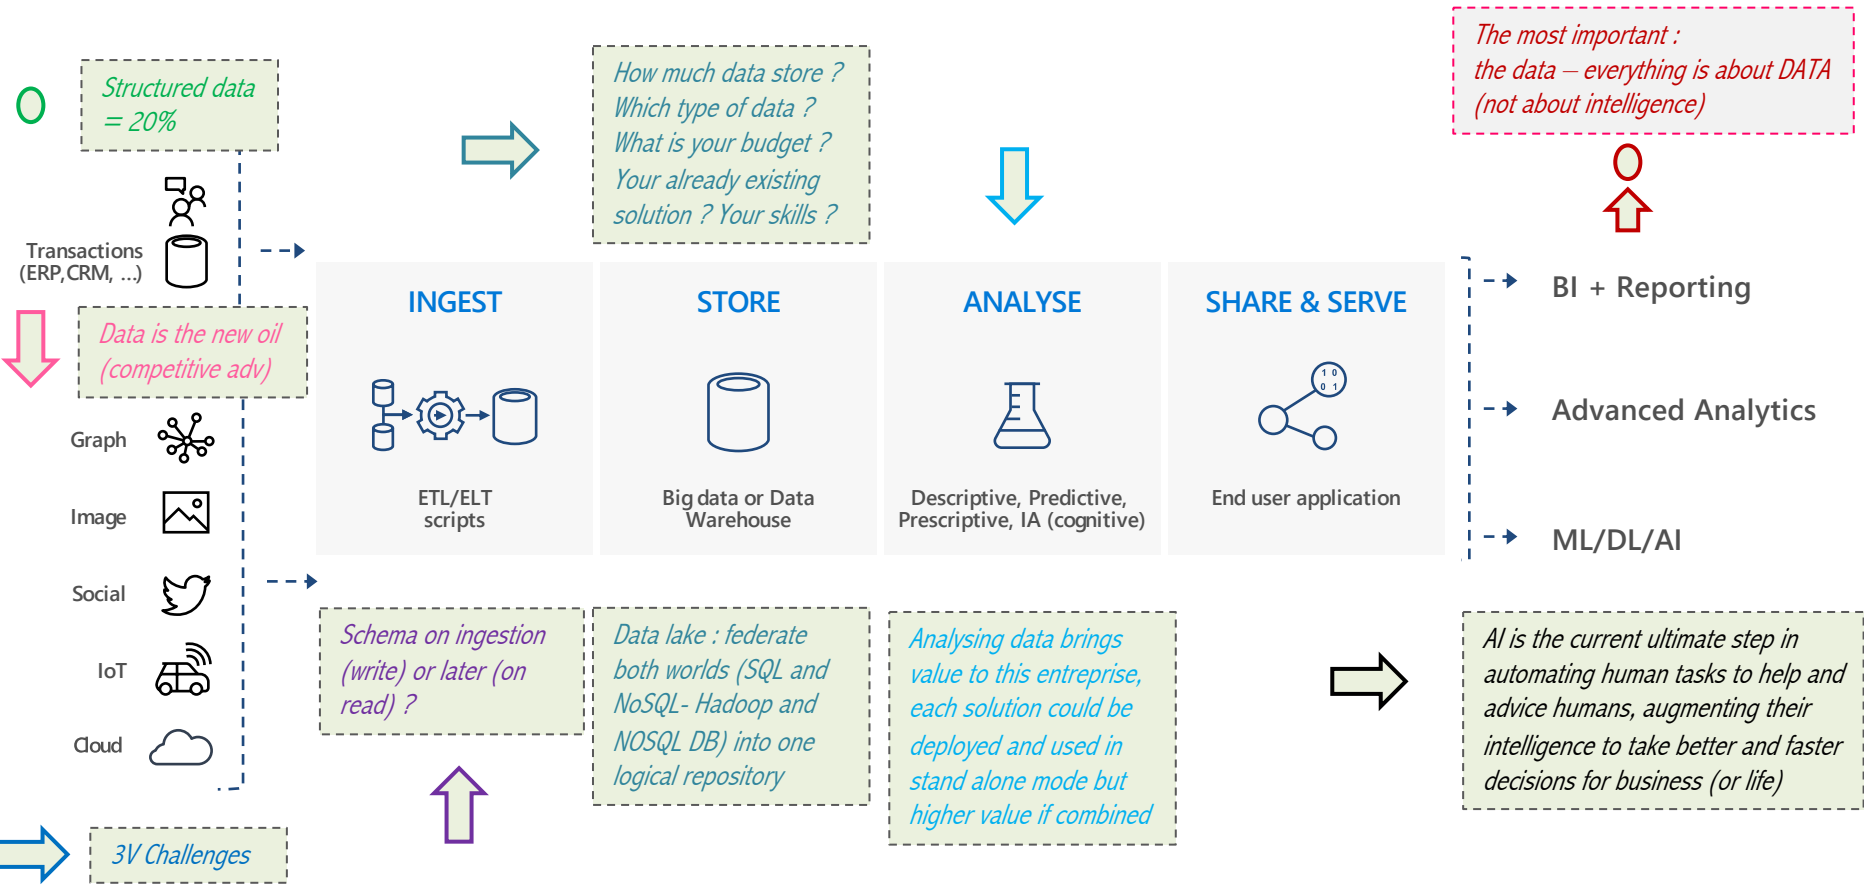 Structured data
= 20%
Transactions
(ERP,CRM, ...)
Data is the new oil
(competitive adv)
Graph
Image
Social
IoT
Cloud
3V Challenges
How much data store ?
Which type of data ?
What is your budget ?
Your already existing
solution ? Your skills ?
INGEST
ETL/ELT
scripts
Schema on ingestion
(write) or later (on
read) ?
STORE
Big data or Data
Warehouse
Data lake : federate
both worlds (SQL and
NoSQL- Hadoop and
NOSQL DB) into one
logical repository
ANALYSE
Descriptive, Predictive,
Prescriptive, IA (cognitive)
Analysing data brings
value to this entreprise,
each solution could be
deployed and used in
stand alone mode but
higher value if combined
SHARE & SERVE
1 0
0 1
End user application
The most important :
the data – everything is about DATA
(not about intelligence)
BI + Reporting
Advanced Analytics
ML/DL/AI
AI is the current ultimate step in
automating human tasks to help and
advice humans, augmenting their
intelligence to take better and faster
decisions for business (or life)